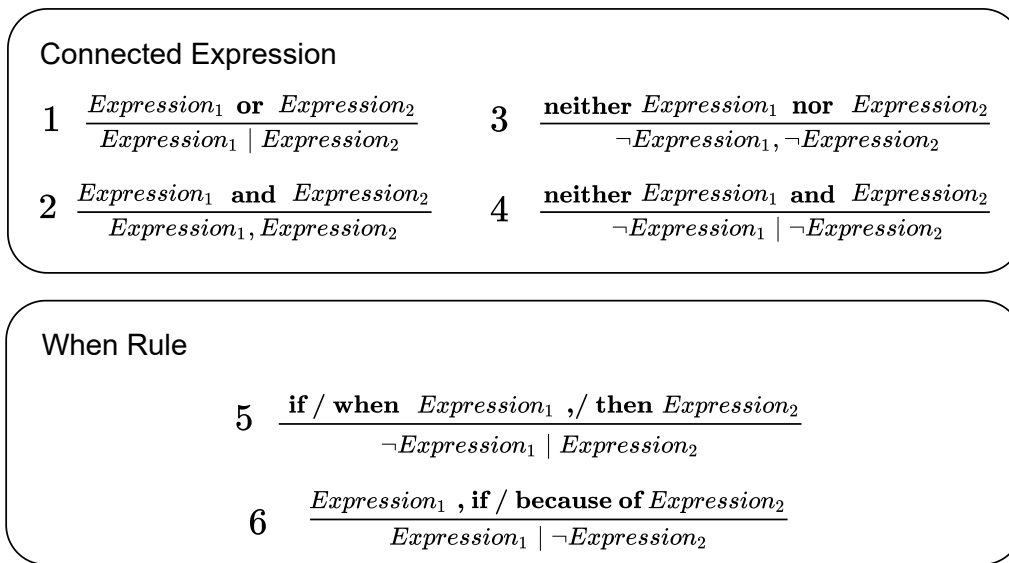 Connected Expression
1 Expression₁ or Expression₂
Expression₁ | Expression₂
3 neither Expression₁ nor Expression₂
¬Expression₁, ¬Expression₂
2 Expression₁ and Expression₂
Expression₁, Expression₂
4 neither Expression₁ and Expression₂
¬Expression₁ | ¬Expression₂
When Rule
5 if / when Expression₁ ,/ then Expression₂
¬Expression₁ | Expression₂
6 Expression₁ , if / because of Expression₂
Expression₁ | ¬Expression₂